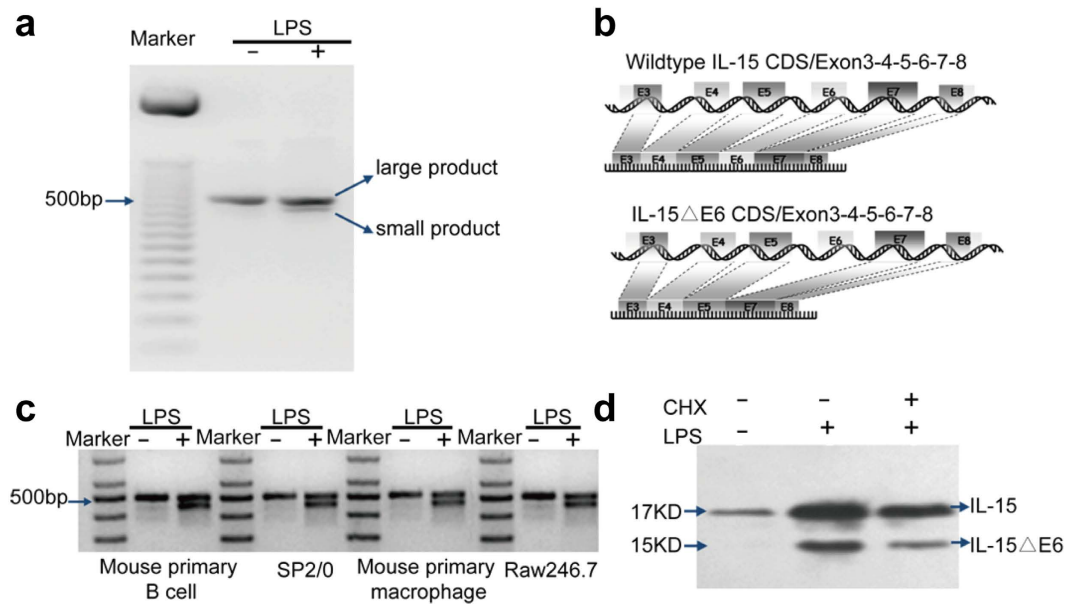 a
Marker
LPS
– +
500bp
large product
small product
b
Wildtype IL-15 CDS/Exon3-4-5-6-7-8
E3 E4 E5 E6 E7 E8
E3 E4 E5 E6 E7 E8
IL-15△E6 CDS/Exon3-4-5-6-7-8
E3 E4 E5 E6 E7 E8
E3 E4 E5 E7 E8
c
LPS LPS LPS LPS
Marker – + Marker – + Marker – + Marker – +
500bp
Mouse primary B cell
SP2/0
Mouse primary macrophage
Raw246.7
d
CHX – – +
LPS – + +
17KD
IL-15
15KD
IL-15△E6